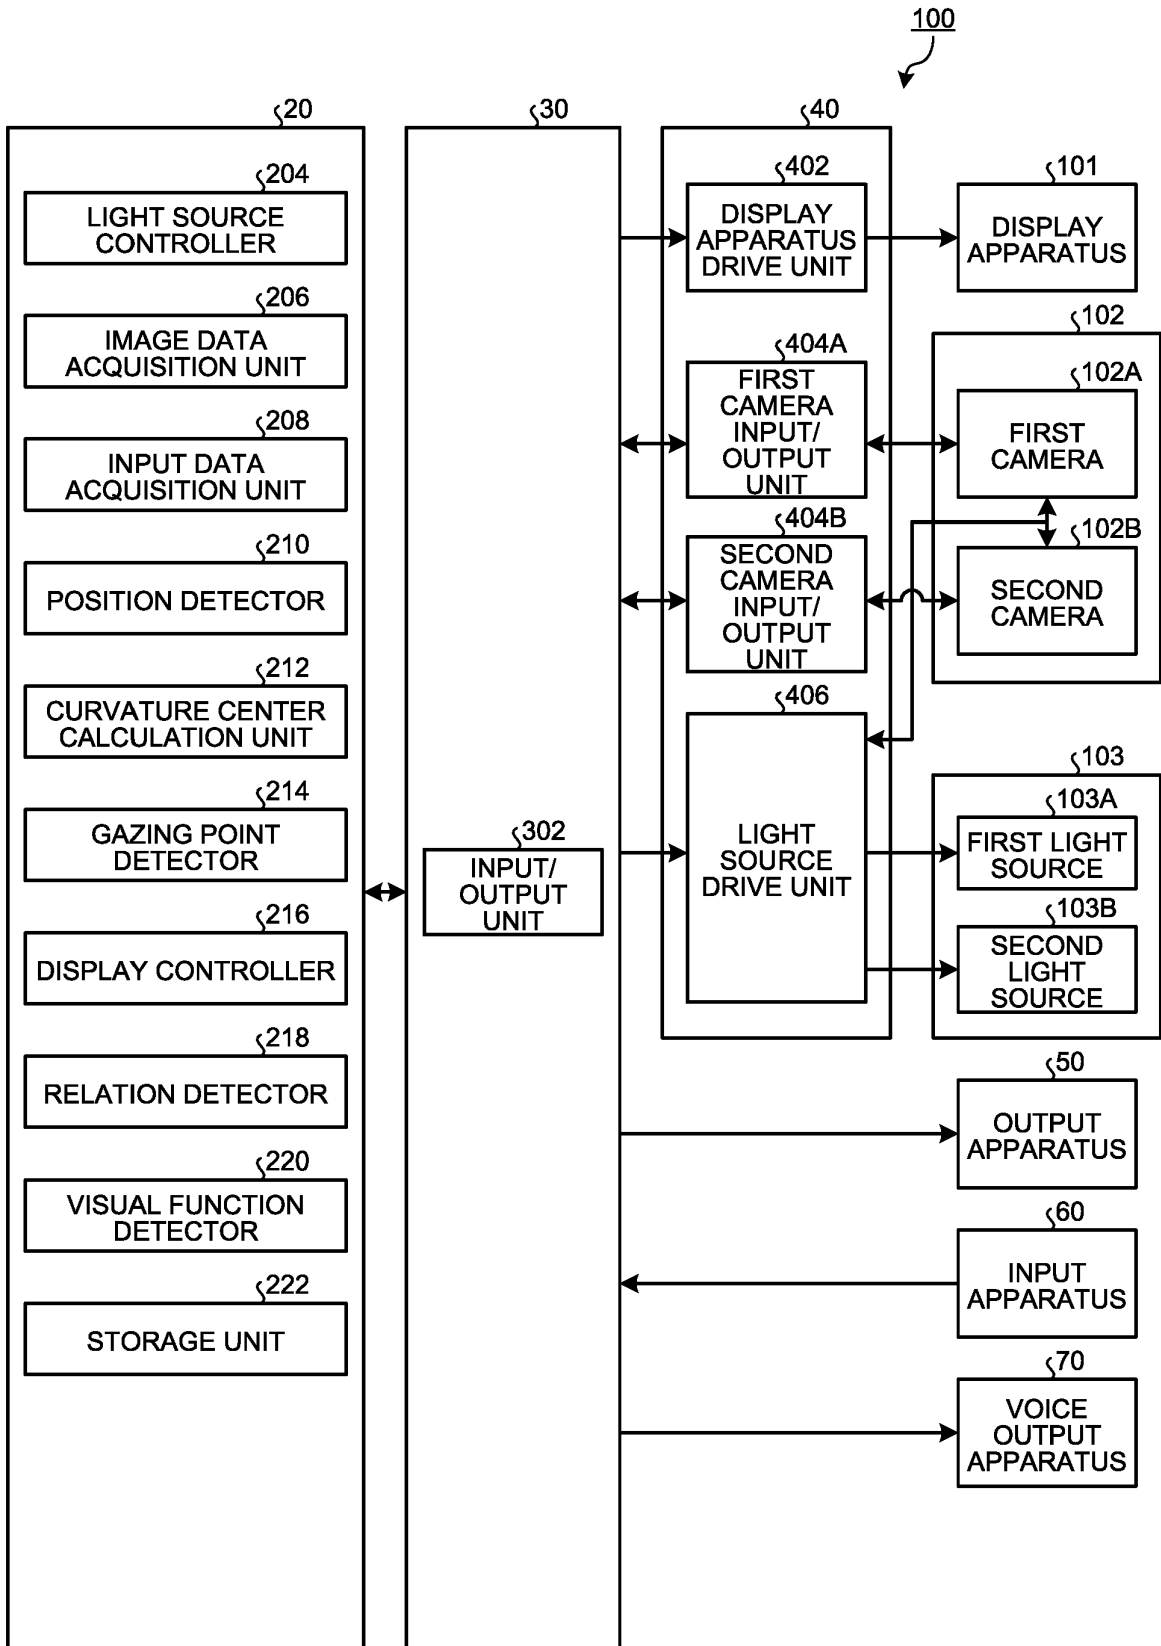 100
20
204
LIGHT SOURCE
CONTROLLER
206
IMAGE DATA
ACQUISITION UNIT
208
INPUT DATA
ACQUISITION UNIT
210
POSITION DETECTOR
212
CURVATURE CENTER
CALCULATION UNIT
214
GAZING POINT
DETECTOR
216
DISPLAY CONTROLLER
218
RELATION DETECTOR
220
VISUAL FUNCTION
DETECTOR
222
STORAGE UNIT
30
302
INPUT/
OUTPUT
UNIT
40
402
DISPLAY
APPARATUS
DRIVE UNIT
404A
FIRST
CAMERA
INPUT/
OUTPUT
UNIT
404B
SECOND
CAMERA
INPUT/
OUTPUT
UNIT
406
LIGHT
SOURCE
DRIVE UNIT
101
DISPLAY
APPARATUS
102
102A
FIRST
CAMERA
102B
SECOND
CAMERA
103
103A
FIRST LIGHT
SOURCE
103B
SECOND
LIGHT
SOURCE
50
OUTPUT
APPARATUS
60
INPUT
APPARATUS
70
VOICE
OUTPUT
APPARATUS